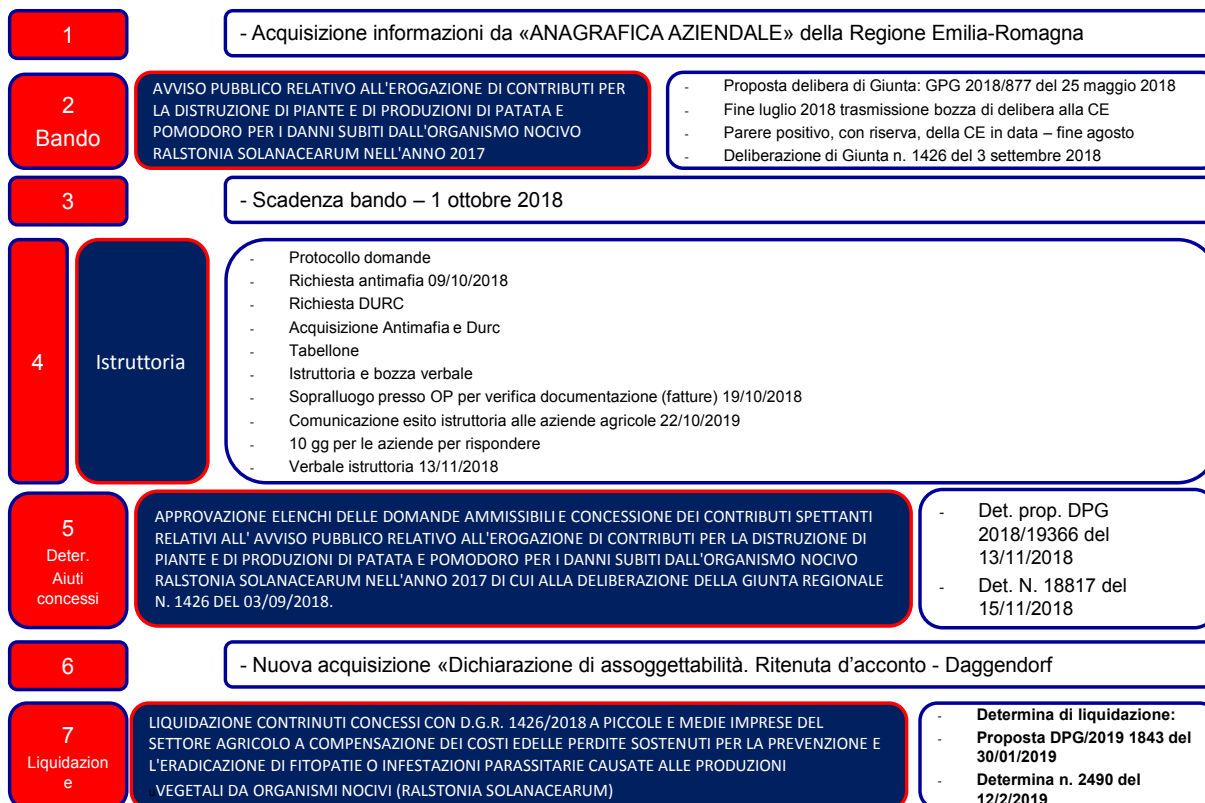 1
- Acquisizione informazioni da «ANAGRAFICA AZIENDALE» della Regione Emilia-Romagna
2
Bando
AVVISO PUBBLICO RELATIVO ALL'EROGAZIONE DI CONTRIBUTI PER
LA DISTRUZIONE DI PIANTE E DI PRODUZIONI DI PATATA E
POMODORO PER I DANNI SUBITI DALL'ORGANISMO NOCIVO
RALSTONIA SOLANACEARUM NELL'ANNO 2017
- Proposta delibera di Giunta: GPG 2018/877 del 25 maggio 2018
- Fine luglio 2018 trasmissione bozza di delibera alla CE
- Parere positivo, con riserva, della CE in data – fine agosto
- Deliberazione di Giunta n. 1426 del 3 settembre 2018
3
- Scadenza bando – 1 ottobre 2018
4
Istruttoria
- Protocollo domande
- Richiesta antimafia 09/10/2018
- Richiesta DURC
- Acquisizione Antimafia e Durc
- Tabellone
- Istruttoria e bozza verbale
- Sopralluogo presso OP per verifica documentazione (fatture) 19/10/2018
- Comunicazione esito istruttoria alle aziende agricole 22/10/2019
- 10 gg per le aziende per rispondere
- Verbale istruttoria 13/11/2018
5
Deter.
Aiuti
concessi
APPROVAZIONE ELENCHI DELLE DOMANDE AMMISSIBILI E CONCESSIONE DEI CONTRIBUTI SPETTANTI
RELATIVI ALL' AVVISO PUBBLICO RELATIVO ALL'EROGAZIONE DI CONTRIBUTI PER LA DISTRUZIONE DI
PIANTE E DI PRODUZIONI DI PATATA E POMODORO PER I DANNI SUBITI DALL'ORGANISMO NOCIVO
RALSTONIA SOLANACEARUM NELL'ANNO 2017 DI CUI ALLA DELIBERAZIONE DELLA GIUNTA REGIONALE
N. 1426 DEL 03/09/2018.
- Det. prop. DPG
2018/19366 del
13/11/2018
- Det. N. 18817 del
15/11/2018
6
- Nuova acquisizione «Dichiarazione di assoggettabilità. Ritenuta d'acconto - Daggendorf
7
Liquidazion
e
LIQUIDAZIONE CONTRINUTI CONCESSI CON D.G.R. 1426/2018 A PICCOLE E MEDIE IMPRESE DEL
SETTORE AGRICOLO A COMPENSAZIONE DEI COSTI EDELLE PERDITE SOSTENUTI PER LA PREVENZIONE E
L'ERADICAZIONE DI FITOPATIE O INFESTAZIONI PARASSITARIE CAUSATE ALLE PRODUZIONI
VEGETALI DA ORGANISMI NOCIVI (RALSTONIA SOLANACEARUM)
- Determina di liquidazione:
- Proposta DPG/2019 1843 del
30/01/2019
- Determina n. 2490 del
12/2/2019